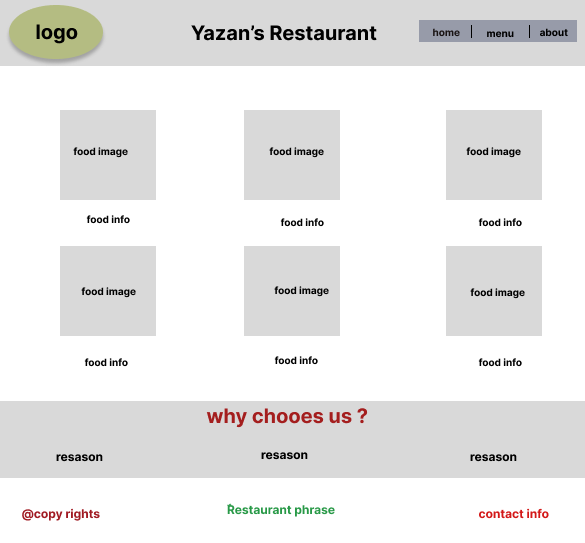 logo
Yazan's Restaurant
home
menu
about
food image
food image
food image
food info
food info
food info
food image
food image
food image
food info
food info
food info
why chooes us ?
resason
resason
resason
@copy rights
Restaurant phrase
contact info